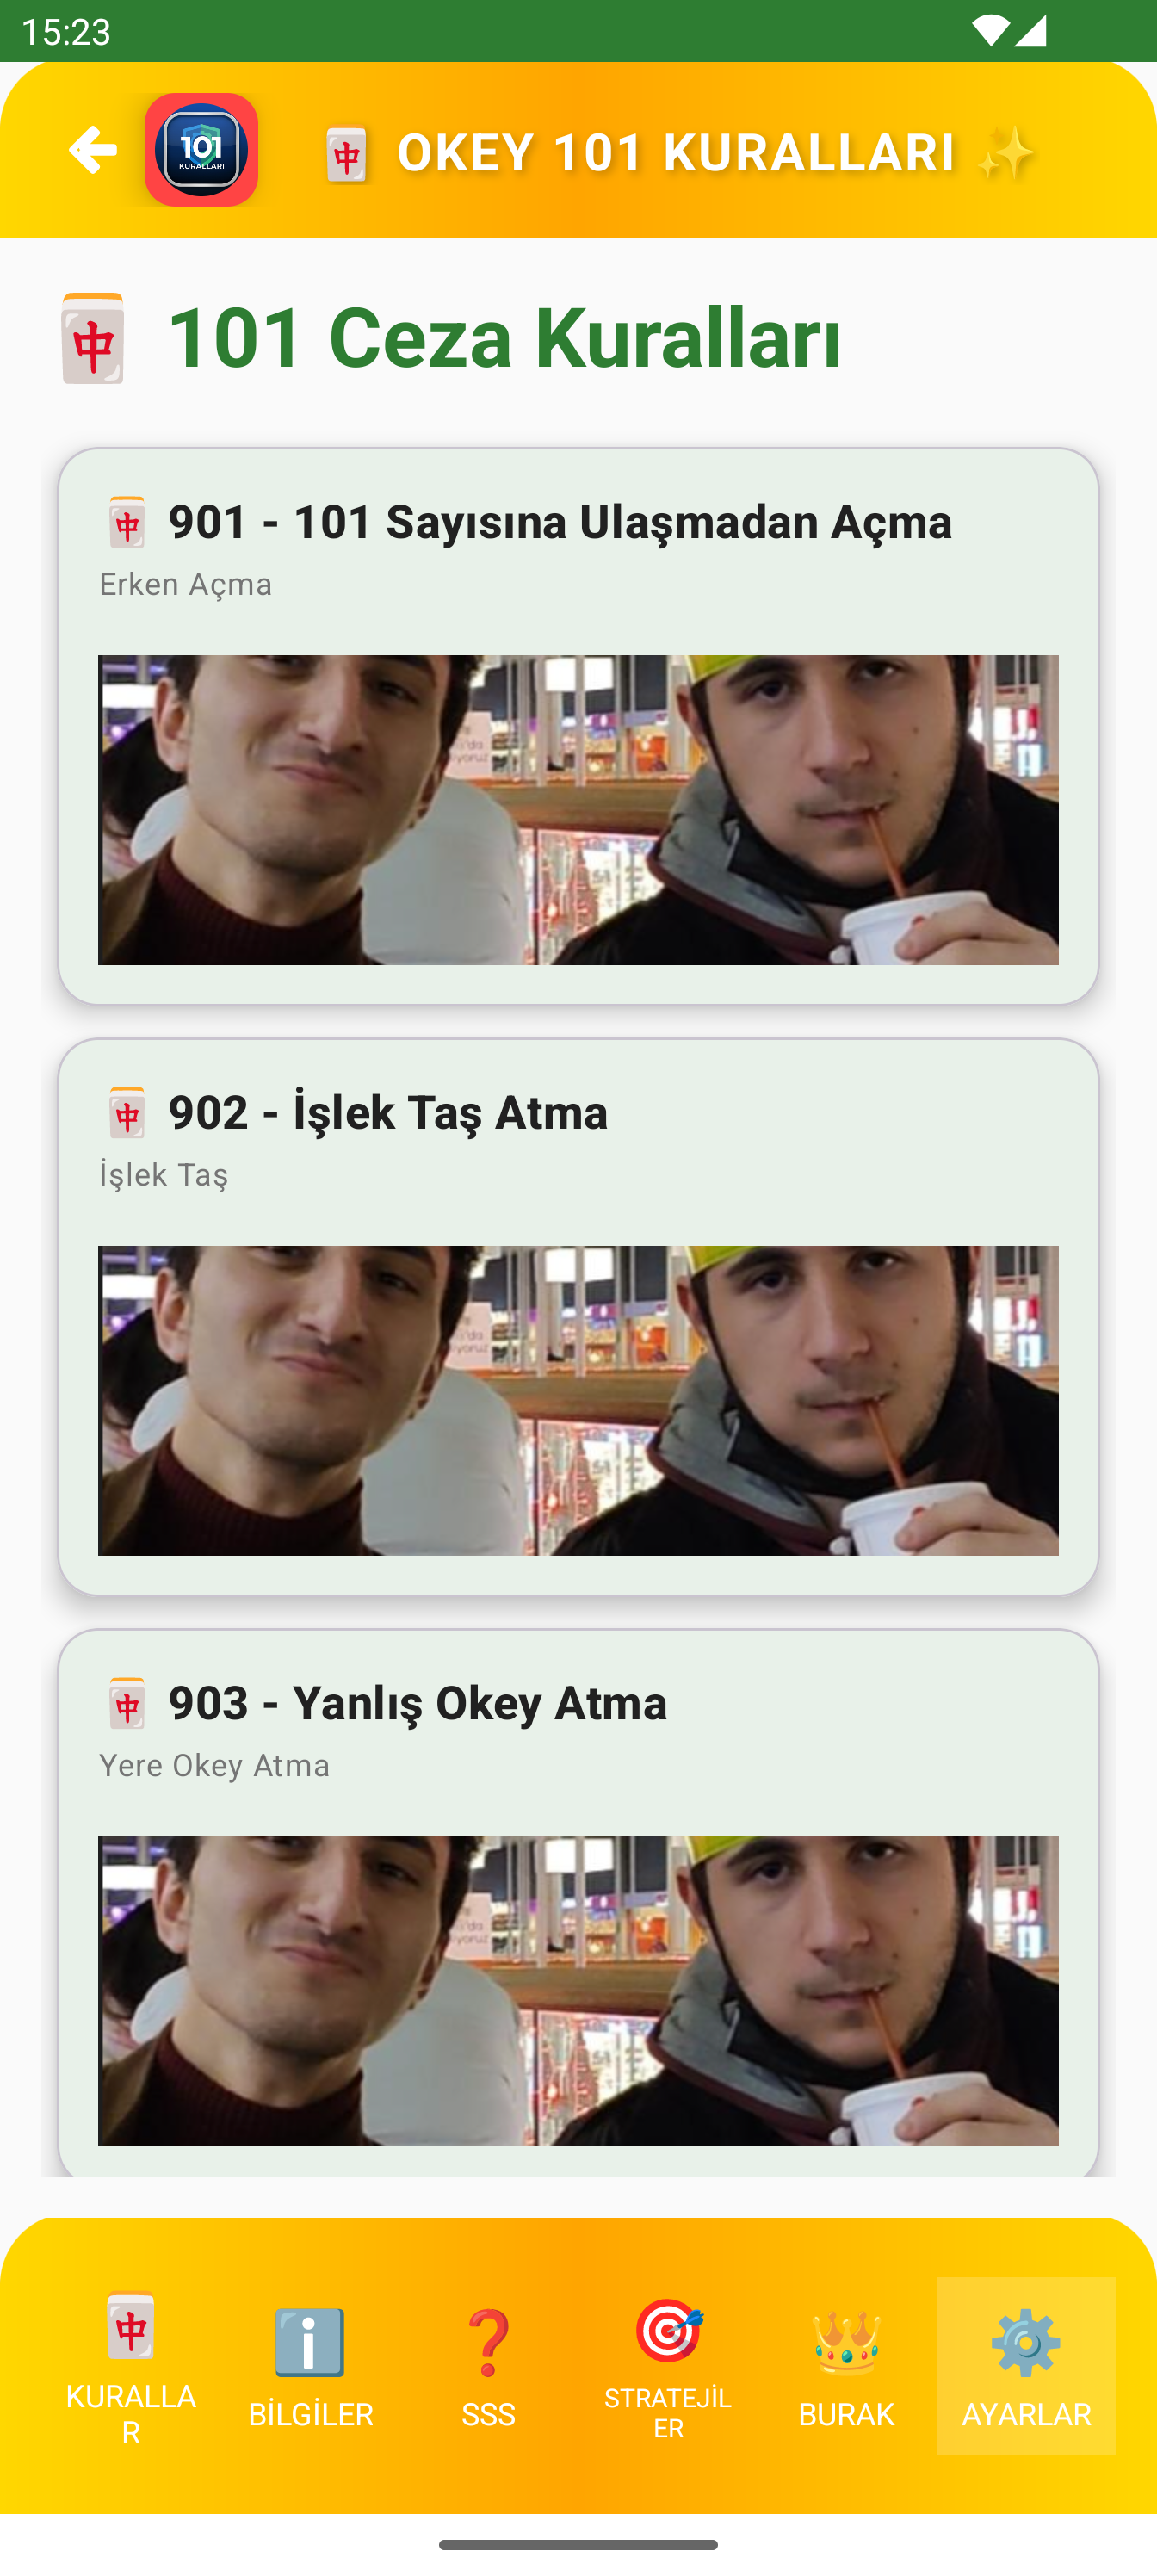 15:23
101
KURALLARI
🀄 OKEY 101 KURALLARI ✨
🀄 101 Ceza Kuralları
🀄 901 - 101 Sayısına Ulaşmadan Açma
Erken Açma
🀄 902 - İşlek Taş Atma
İşlek Taş
🀄 903 - Yanlış Okey Atma
Yere Okey Atma
KURALLA
R
BİLGİLER
SSS
STRATEJİL
ER
BURAK
AYARLAR